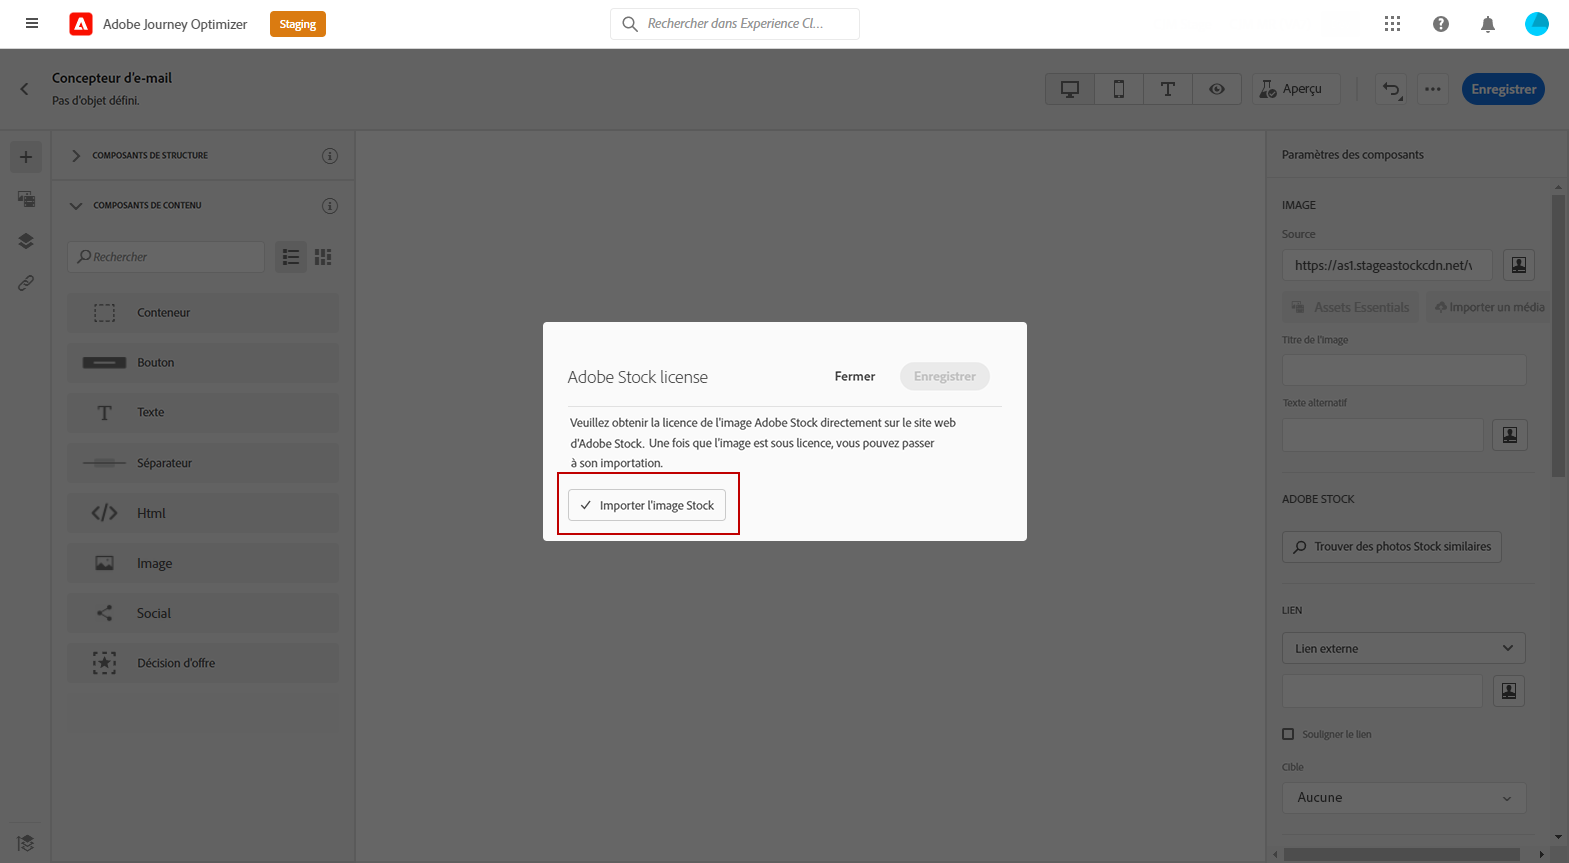 Adobe Journey Optimizer
Staging
Rechercher dans Experience Cl...
Concepteur d'e-mail
Pas d'objet défini.
Aperçu
Enregistrer
COMPOSANTS DE STRUCTURE
COMPOSANTS DE CONTENU
Rechercher
Conteneur
Bouton
Texte
Séparateur
Html
Image
Social
Décision d'offre
Adobe Stock license
Fermer
Enregistrer
Veuillez obtenir la licence de l'image Adobe Stock directement sur le site web
d'Adobe Stock. Une fois que l'image est sous licence, vous pouvez passer
à son importation.
Importer l'image Stock
Paramètres des composants
IMAGE
Source
https://as1.stageastockcdn.net/v
Assets Essentials
Importer un média
Titre de l'image
Texte alternatif
ADOBE STOCK
Trouver des photos Stock similaires
LIEN
Lien externe
Souligner le lien
Cible
Aucune